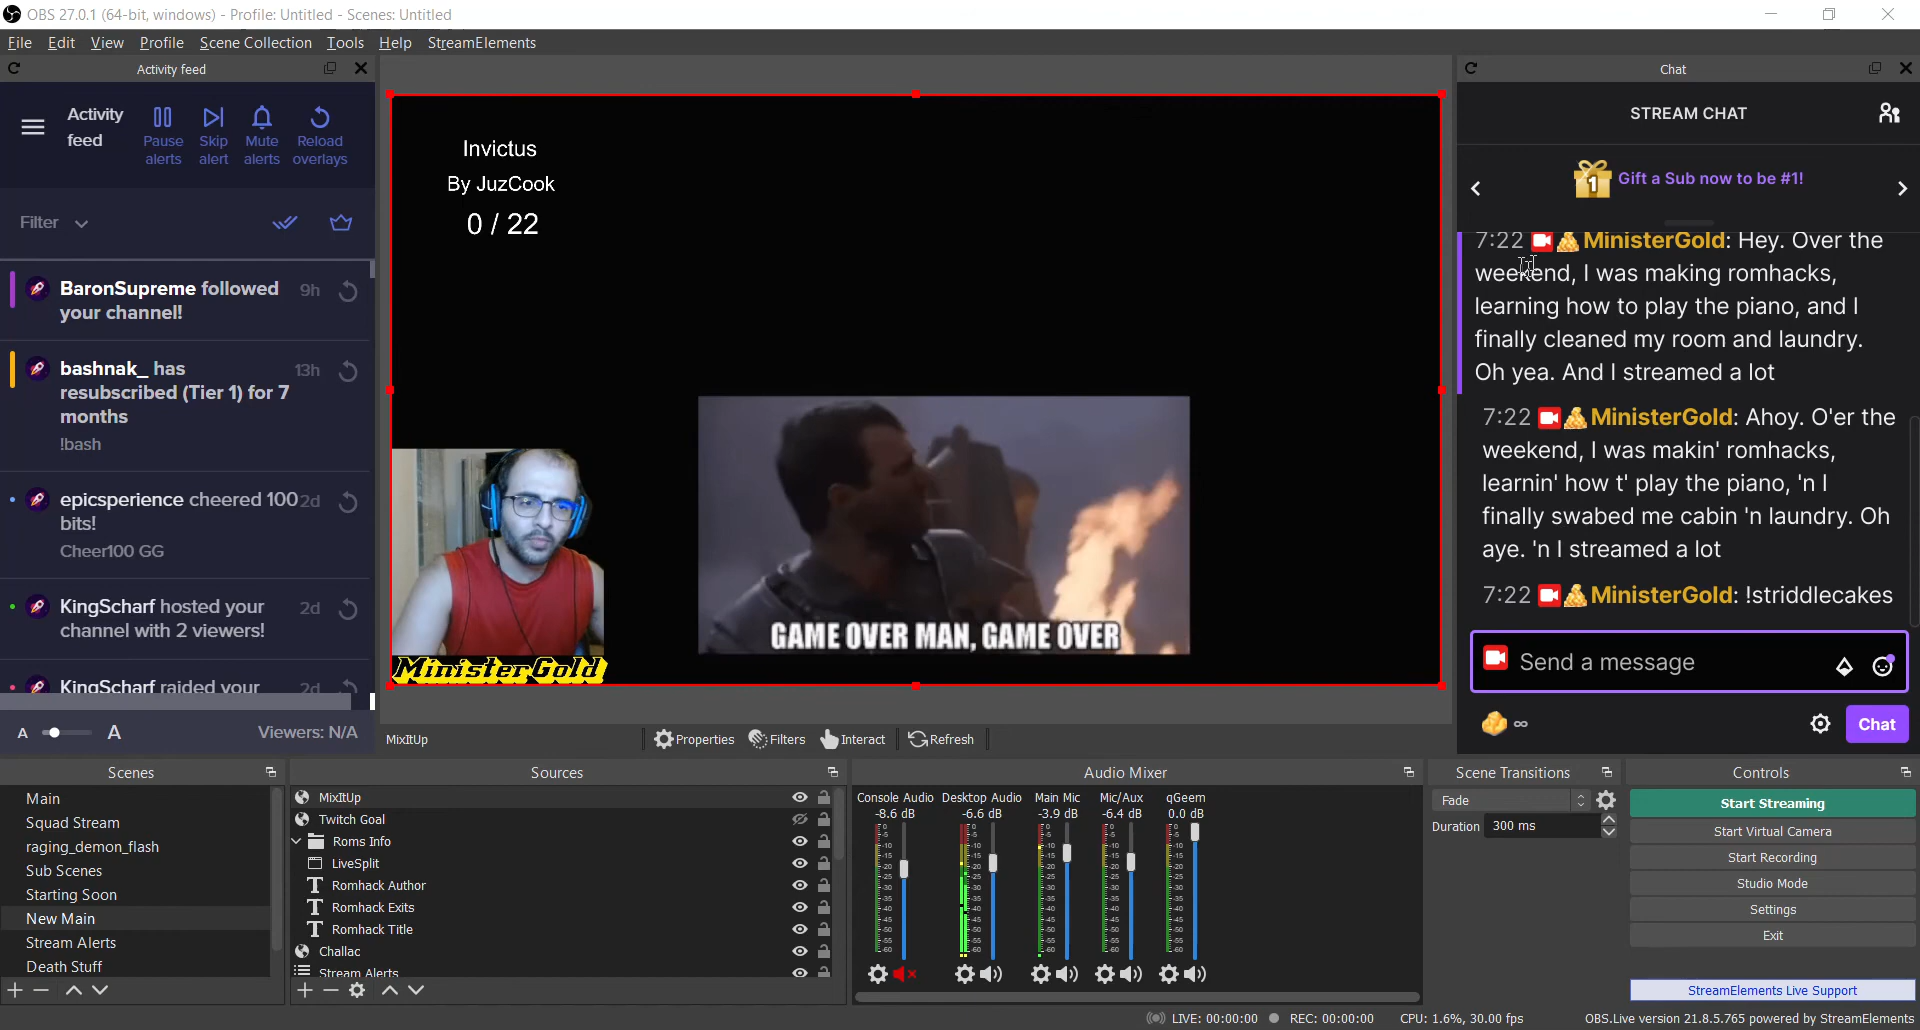 OBS 27.0.1 (64-bit, windows) - Profile: Untitled - Scenes: Untitled
File Edit View Profile Scene Collection Tools Help StreamElements
Activity feed
Activity feed
Pause alerts
Skip alert
Mute alerts
Reload overlays
Filter
BaronSupreme followed 9h
your channel!
bashnak_ has 13h
resubscribed (Tier 1) for 7
months
!bash
epicsperience cheered 100 2d
bits!
Cheer100 GG
KingScharf hosted your 2d
channel with 2 viewers!
KingScharf raided your 2d
A A Viewers: N/A
Invictus
By JuzCook
0 / 22
GAME OVER MAN, GAME OVER
MinisterGold
MixItUp Properties Filters Interact Refresh
Chat
STREAM CHAT
1 Gift a Sub now to be #1!
7:22 MinisterGold: Hey. Over the
weekend, I was making romhacks,
learning how to play the piano, and I
finally cleaned my room and laundry.
Oh yea. And I streamed a lot
7:22 MinisterGold: Ahoy. O'er the
weekend, I was makin' romhacks,
learnin' how t' play the piano, 'n I
finally swabed me cabin 'n laundry. Oh
aye. 'n I streamed a lot
7:22 MinisterGold: !striddlecakes
Send a message
∞ Chat
Scenes
Main
Squad Stream
raging_demon_flash
Sub Scenes
Starting Soon
New Main
Stream Alerts
Death Stuff
Sources
MixItUp
Twitch Goal
Roms Info
LiveSplit
Romhack Author
Romhack Exits
Romhack Title
Challac
Stream Alerts
Audio Mixer
Console Audio Desktop Audio Main Mic Mic/Aux qGeem
-8.6 dB -6.6 dB -3.9 dB -6.4 dB 0.0 dB
Scene Transitions
Fade
Duration 300 ms
Controls
Start Streaming
Start Virtual Camera
Start Recording
Studio Mode
Settings
Exit
StreamElements Live Support
LIVE: 00:00:00 REC: 00:00:00 CPU: 1.6%, 30.00 fps OBS.Live version 21.8.5.765 powered by StreamElements